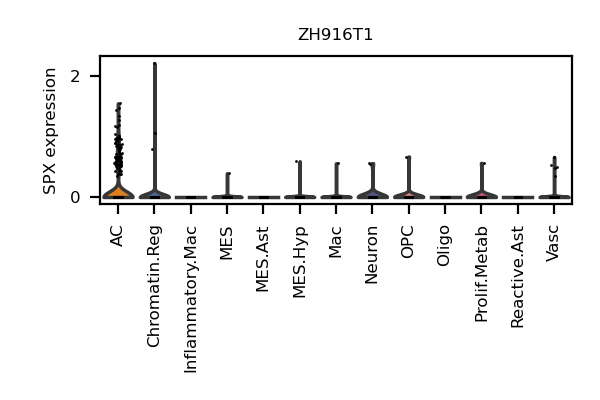 ZH916T1
SPX expression
2
0
AC
Chromatin.Reg
Inflammatory.Mac
MES
MES.Ast
MES.Hyp
Mac
Neuron
OPC
Oligo
Prolif.Metab
Reactive.Ast
Vasc